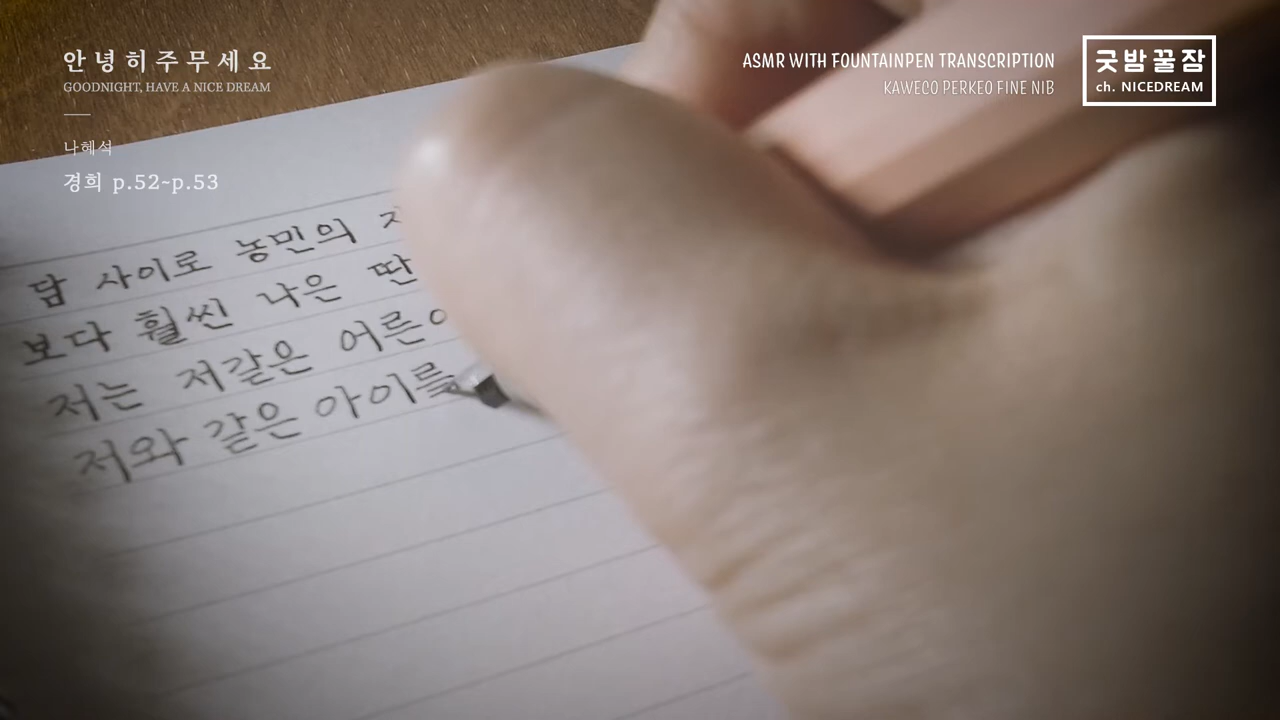 안녕히주무세요
GOODNIGHT, HAVE A NICE DREAM
나혜석
경희 p.52~p.53
ASMR WITH FOUNTAINPEN TRANSCRIPTION
KAWECO PERKEO FINE NIB
굿밤꿀잠
ch. NICEDREAM
담 사이로 농민의
보다 훨씬 나은 딴
저는 저같은 어른
저와 같은 아이를